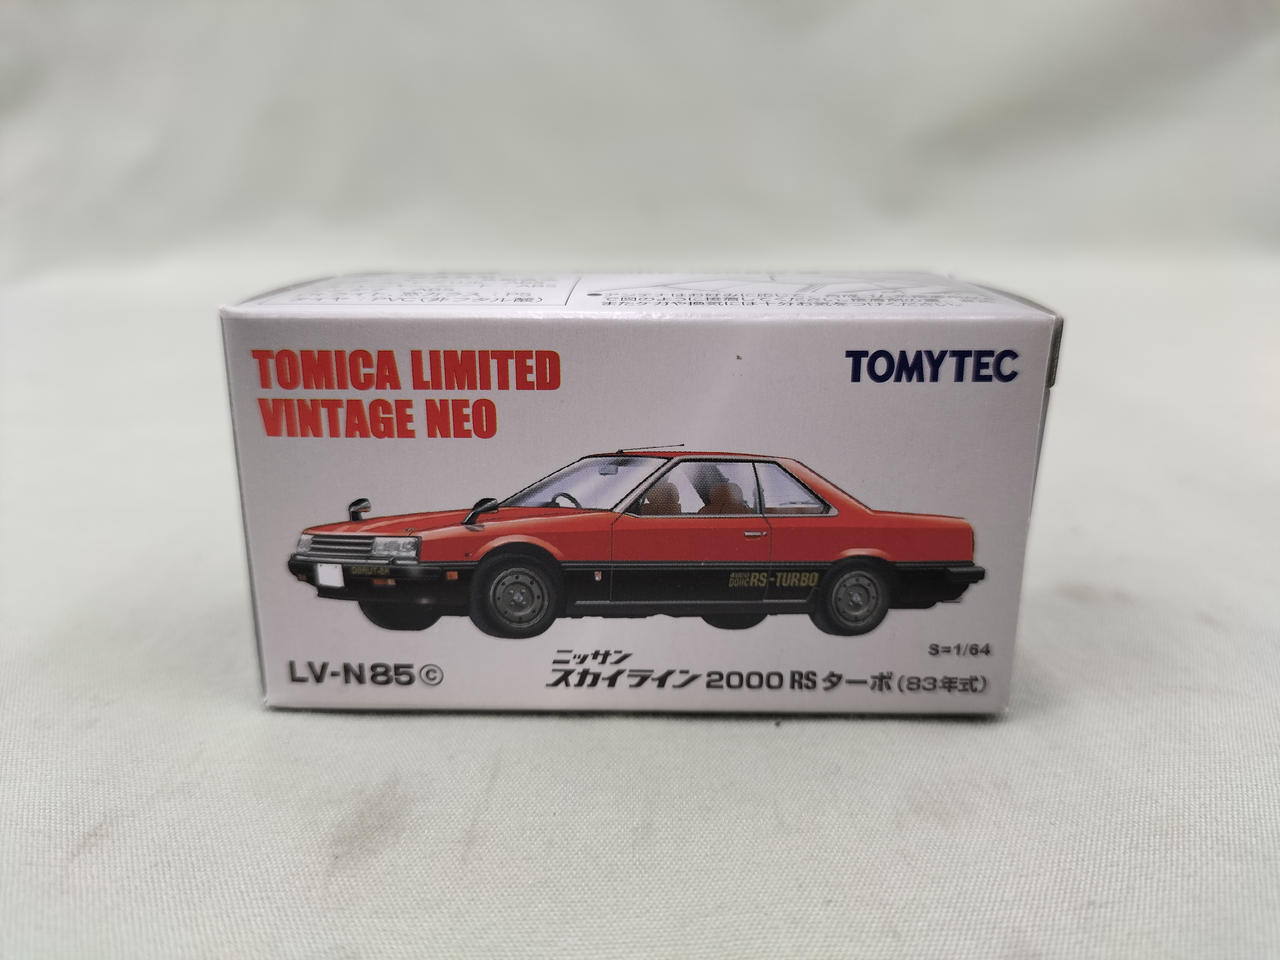 TOMICA LIMITED
VINTAGE NEO
TOMYTEC
DOHC RS-TURBO
S=1/64
LV-N85 ©
ニッサン
スカイライン 2000 RS ターボ (83年式)